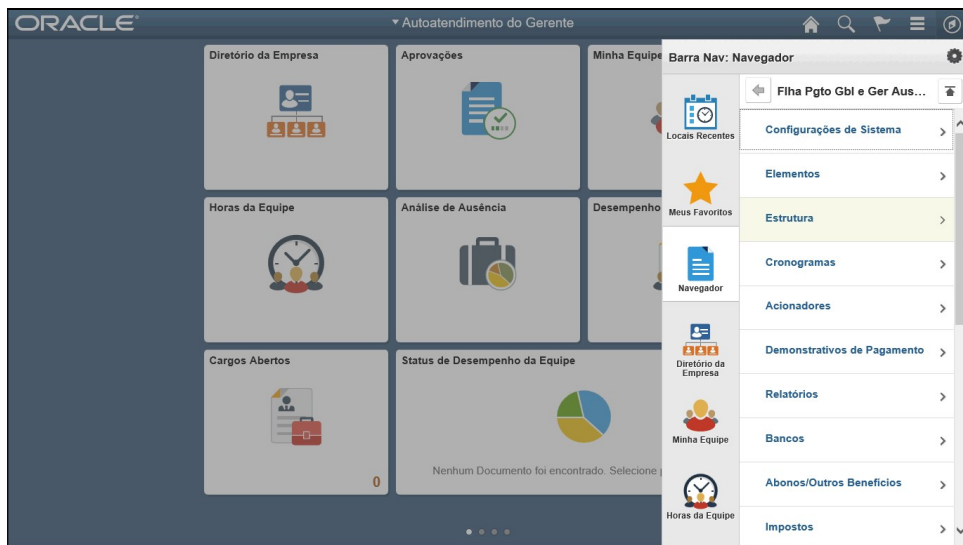 ORACLE
Autoatendimento do Gerente
Diretório da Empresa
Aprovações
Minha Equipe
Horas da Equipe
Análise de Ausência
Desempenho
Cargos Abertos
0
Status de Desempenho da Equipe
Nenhum Documento foi encontrado. Selecione
Barra Nav: Navegador
Locais Recentes
Meus Favoritos
Navegador
Diretório da
Empresa
Minha Equipe
Horas da Equipe
Flha Pgto Gbl e Ger Aus...
Configurações de Sistema
Elementos
Estrutura
Cronogramas
Acionadores
Demonstrativos de Pagamento
Relatórios
Bancos
Abonos/Outros Benefícios
Impostos